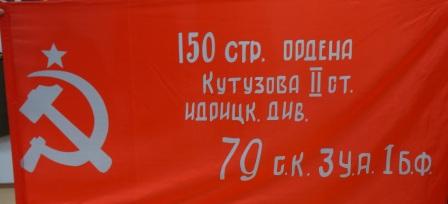 150 СТР. ОРДЕНА
КУТУЗОВА II СТ.
ИДРИЦК. ДИВ.
79 С.К. 3 У.А. 1 Б.Ф.